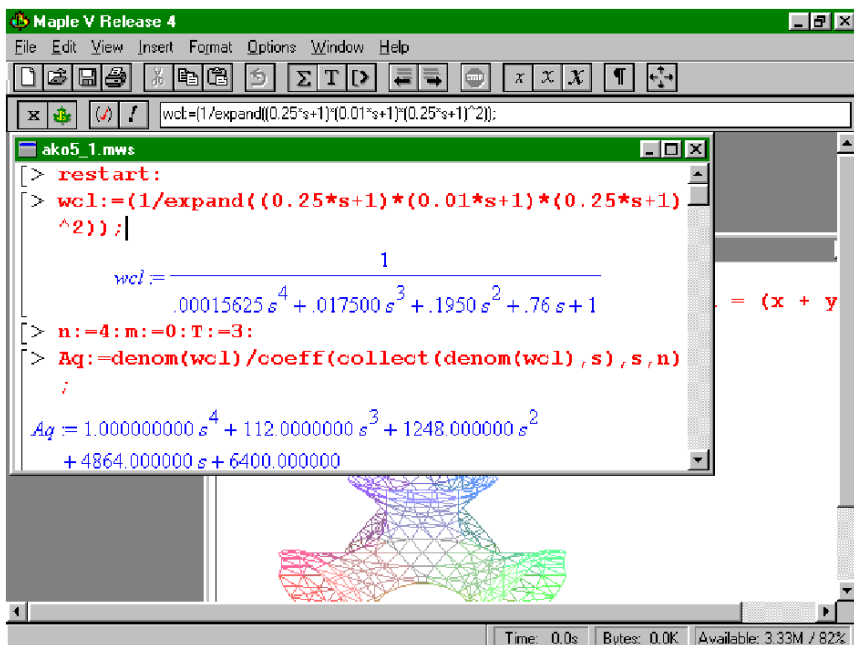 Maple V Release 4
File Edit View Insert Format Options Window Help
Σ T [> STOP x x x ¶
x (√) ! wcl:=(1/expand((0.25*s+1)*(0.01*s+1)*(0.25*s+1)^2));
ako5_1.mws
[> restart:
[> wcl:=(1/expand((0.25*s+1)*(0.01*s+1)*(0.25*s+1)
^2));
wcl := 1 / .00015625 s^4 + .017500 s^3 + .1950 s^2 + .76 s + 1
= (x + y
[> n:=4:m:=0:T:=3:
[> Aq:=denom(wcl)/coeff(collect(denom(wcl),s),s,n)
;
Aq := 1.000000000 s^4 + 112.0000000 s^3 + 1248.000000 s^2
+ 4864.000000 s + 6400.000000
Time: 0.0s Bytes: 0.0K Available: 3.33M / 82%